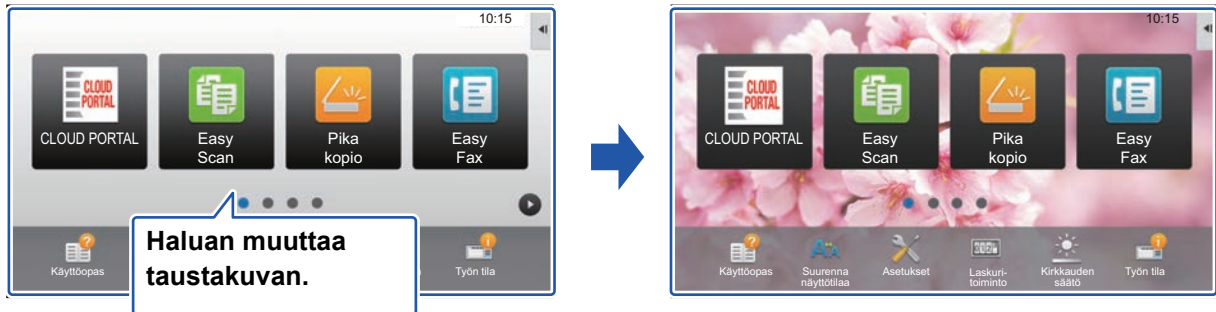 10:15
CLOUD
PORTAL
CLOUD PORTAL
Easy
Scan
Pika
kopio
Easy
Fax
Haluan muuttaa
taustakuvan.
Käyttöopas
Työn tila
10:15
CLOUD
PORTAL
CLOUD PORTAL
Easy
Scan
Pika
kopio
Easy
Fax
Käyttöopas
Suurenna
näyttötilaa
Asetukset
Laskuri-
toiminto
Kirkkauden
säätö
Työn tila